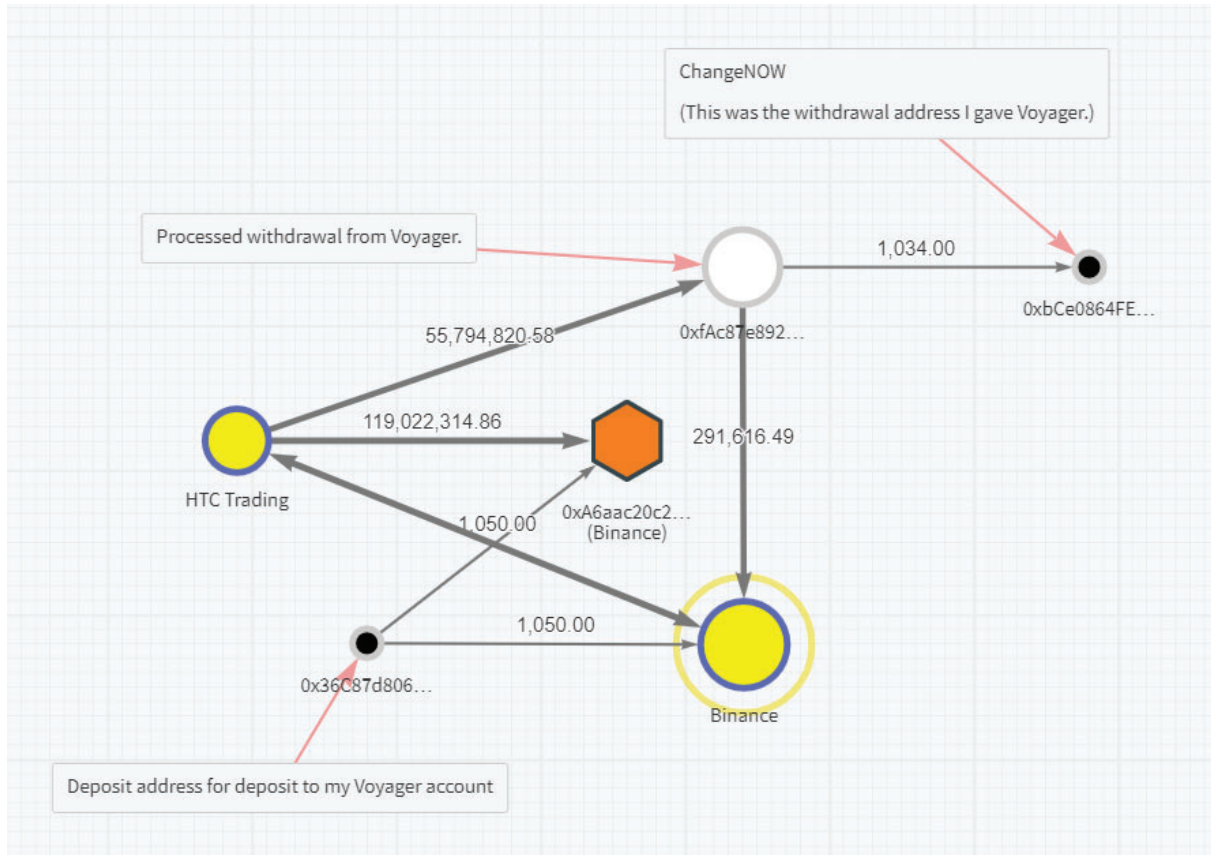 ChangeNOW
(This was the withdrawal address I gave Voyager.)
Processed withdrawal from Voyager.
1,034.00
0xbCe0864FE...
0xfAc87e892...
55,794,820.58
119,022,314.86
291,616.49
HTC Trading
0xA6aac20c2...
(Binance)
1,050.00
1,050.00
0x36C87d806...
Binance
Deposit address for deposit to my Voyager account